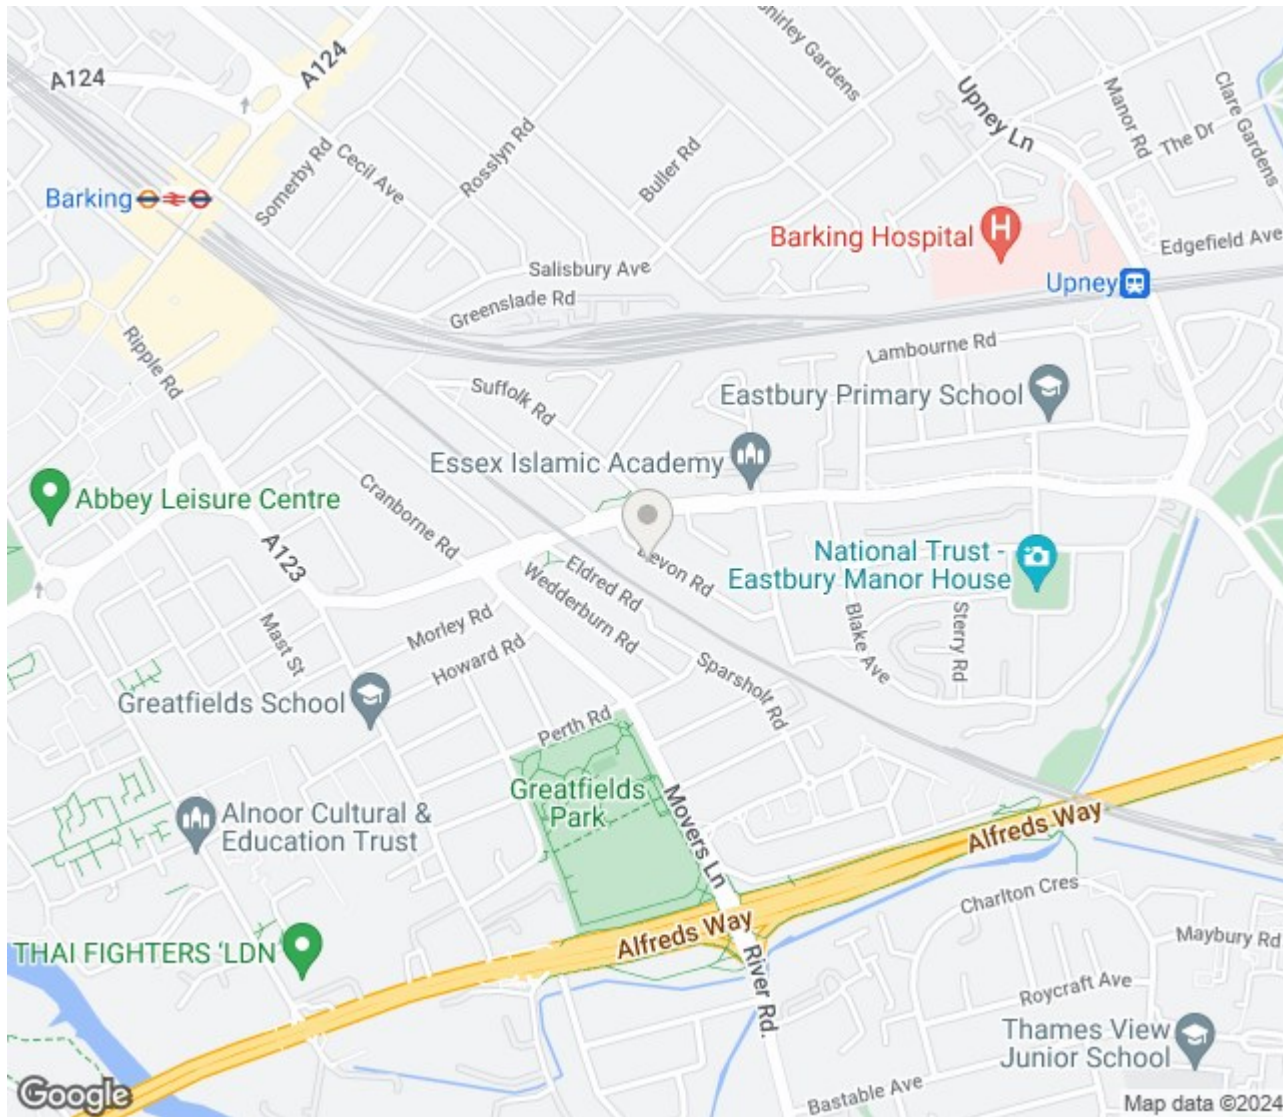 A124
A124
Shirley Gardens
Upney Ln
Manor Rd
Clare Gardens
The Dr
Somerby Rd
Cecil Ave
Rosslyn Rd
Buller Rd
Barking
Barking Hospital
Edgefield Ave
Salisbury Ave
Upney
Greenslade Rd
Ripple Rd
Lambourne Rd
Suffolk Rd
Eastbury Primary School
Essex Islamic Academy
Abbey Leisure Centre
Cranborne Rd
A123
National Trust -
Eastbury Manor House
Devon Rd
Eldred Rd
Wedderburn Rd
Morley Rd
Howard Rd
Mast St
Blake Ave
Sterry Rd
Sparsholt Rd
Greatfields School
Perth Rd
Greatfields
Park
Movers Ln
Alnoor Cultural &
Education Trust
Alfreds Way
Alfreds Way
Charlton Cres
Maybury Rd
THAI FIGHTERS 'LDN'
River Rd.
Roycraft Ave
Thames View
Junior School
Bastable Ave
Google
Map data ©2024
H